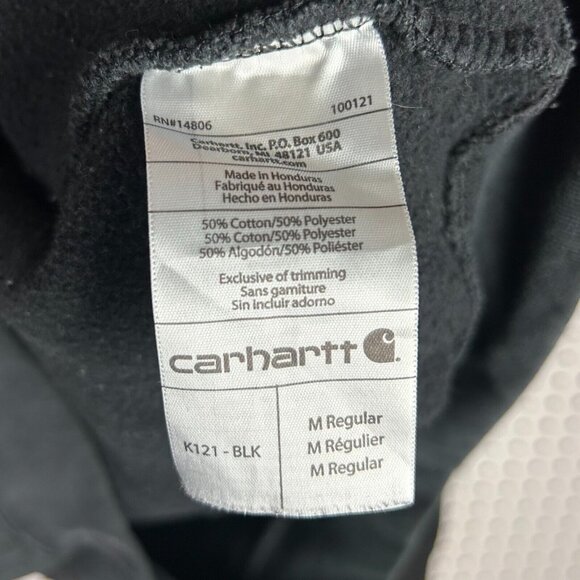 RN#14806 100121
Carhartt, Inc. P.O. Box 600
Dearborn, MI 48121 USA
carhartt.com
Made in Honduras
Fabriqué au Honduras
Hecho en Honduras
50% Cotton/50% Polyester
50% Coton/50% Polyester
50% Algodón/50% Poliéster
Exclusive of trimming
Sans garniture
Sin incluir adorno
carhartt
K121 - BLK
M Regular
M Régulier
M Regular